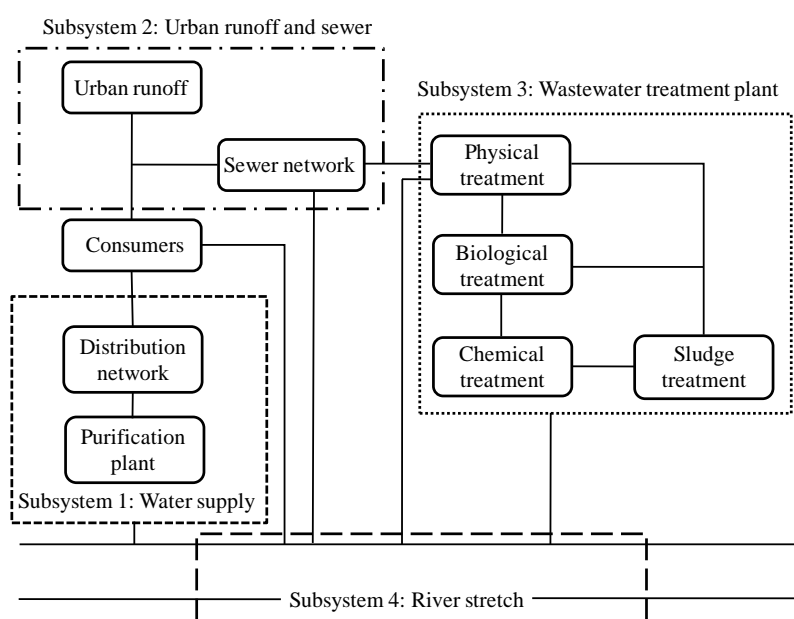 Subsystem 2: Urban runoff and sewer
Urban runoff
Sewer network
Consumers
Distribution
network
Purification
plant
Subsystem 1: Water supply
Subsystem 3: Wastewater treatment plant
Physical
treatment
Biological
treatment
Chemical
treatment
Sludge
treatment
Subsystem 4: River stretch